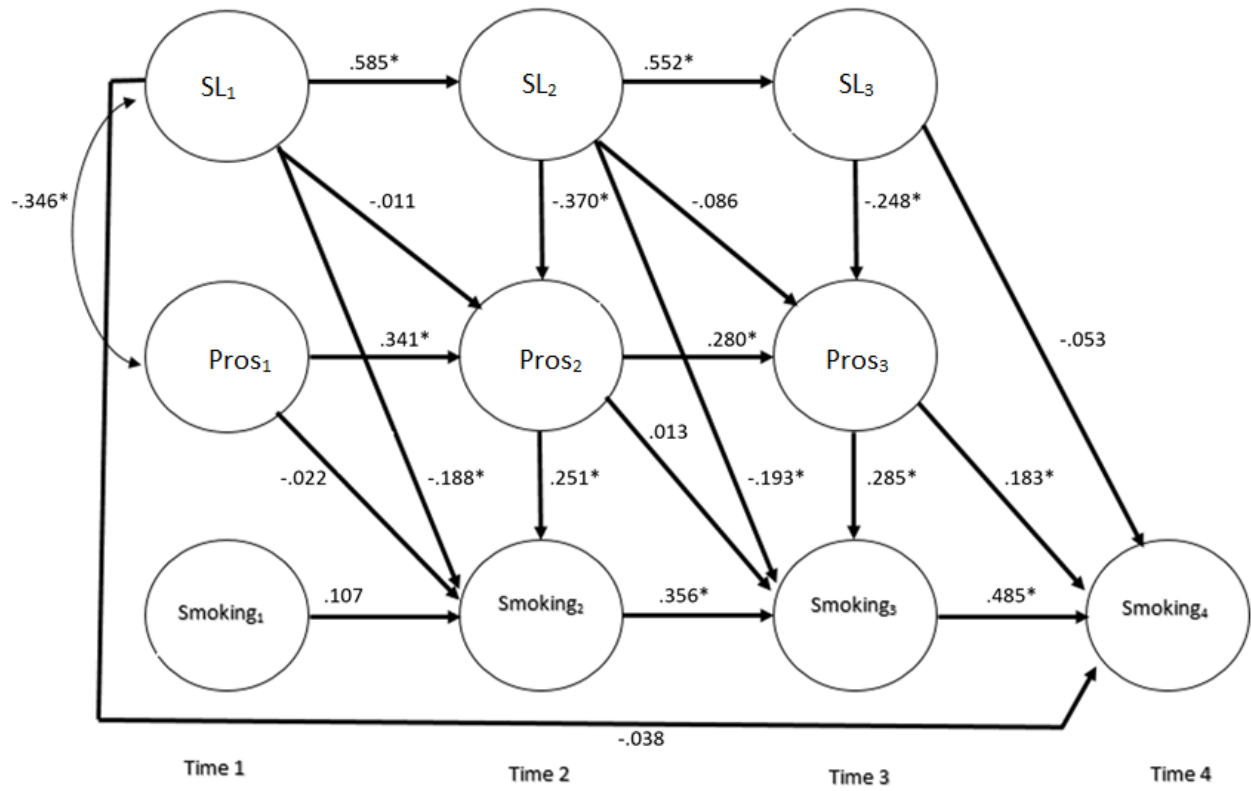 .585*
.552*
SL₁
SL₂
SL₃
-.346*
-.011
-.370*
-.086
-.248*
.341*
.280*
-.053
Pros₁
Pros₂
Pros₃
.013
-.022
-.188*
.251*
-.193*
.285*
.183*
.107
.356*
.485*
Smoking₁
Smoking₂
Smoking₃
Smoking₄
-.038
Time 1
Time 2
Time 3
Time 4